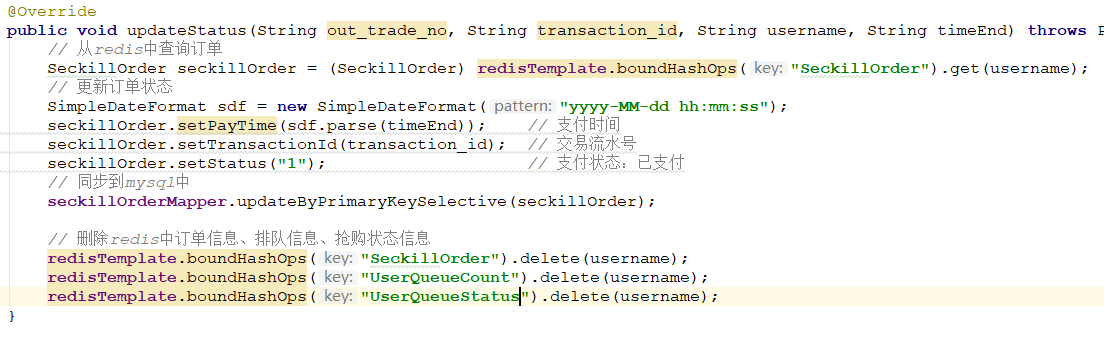 @Override
public void updateStatus(String out_trade_no, String transaction_id, String username, String timeEnd) throws P
// 从redis中查询订单
SeckillOrder seckillOrder = (SeckillOrder) redisTemplate.boundHashOps( key: "SeckillOrder").get(username);
// 更新订单状态
SimpleDateFormat sdf = new SimpleDateFormat( pattern: "yyyy-MM-dd hh:mm:ss");
seckillOrder.setPayTime(sdf.parse(timeEnd)); // 支付时间
seckillOrder.setTransactionId(transaction_id); // 交易流水号
seckillOrder.setStatus("1"); // 支付状态：已支付
// 同步到mysql中
seckillOrderMapper.updateByPrimaryKeySelective(seckillOrder);
// 删除redis中订单信息、排队信息、抢购状态信息
redisTemplate.boundHashOps( key: "SeckillOrder").delete(username);
redisTemplate.boundHashOps( key: "UserQueueCount").delete(username);
redisTemplate.boundHashOps( key: "UserQueueStatus").delete(username);
}